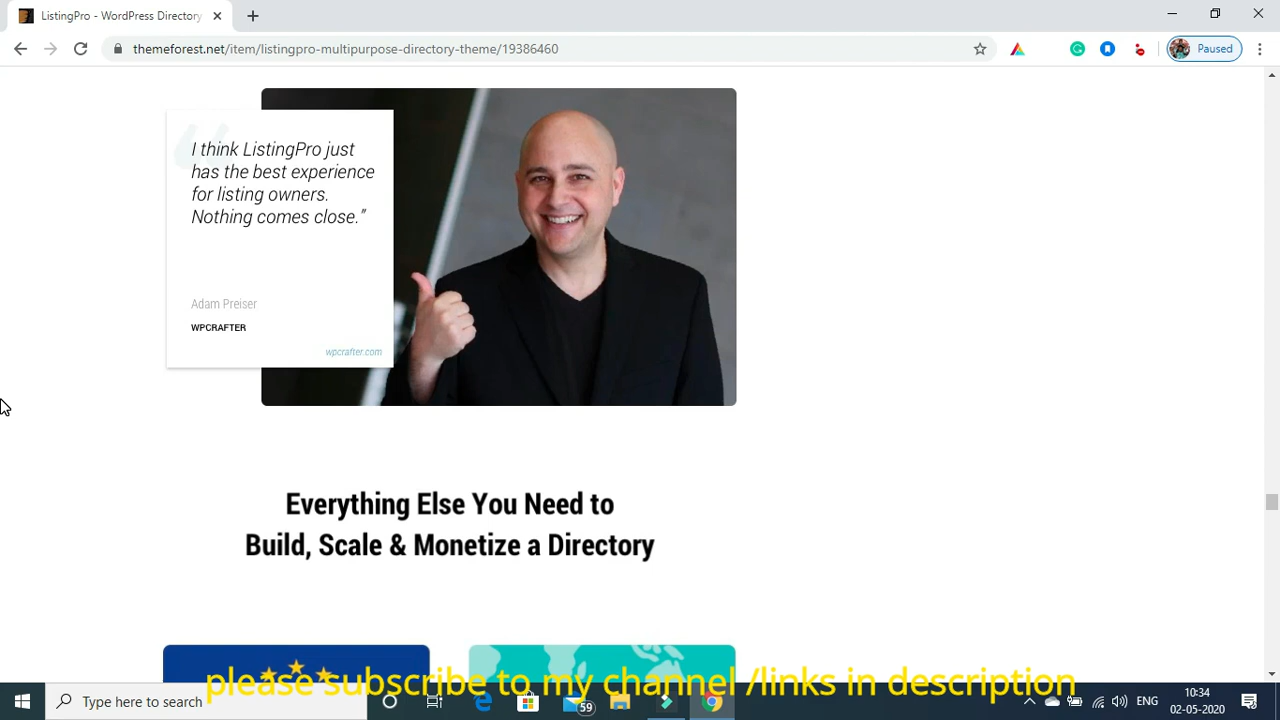 ListingPro - WordPress Directory
themeforest.net/item/listingpro-multipurpose-directory-theme/19386460
Paused
I think ListingPro just
has the best experience
for listing owners.
Nothing comes close.”
Adam Preiser
WPCRAFTER
wpcrafter.com
Everything Else You Need to
Build, Scale & Monetize a Directory
please subscribe to my channel /links in description
Type here to search
59
ENG
10:34
02-05-2020